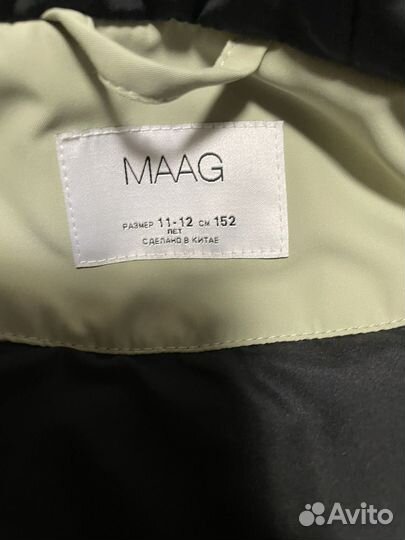 MAAG
РАЗМЕР 11-12 СМ 152
ЛЕТ
СДЕЛАНО В КИТАЕ
Avito